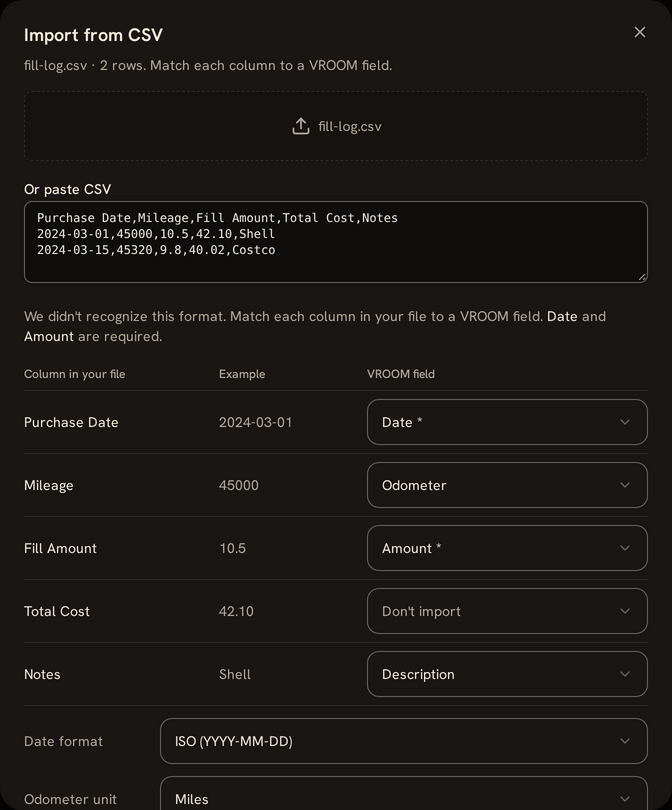 Import from CSV
fill-log.csv · 2 rows. Match each column to a VROOM field.
fill-log.csv
Or paste CSV
Purchase Date,Mileage,Fill Amount,Total Cost,Notes
2024-03-01,45000,10.5,42.10,Shell
2024-03-15,45320,9.8,40.02,Costco
We didn't recognize this format. Match each column in your file to a VROOM field. Date and
Amount are required.
Column in your file Example VROOM field
Purchase Date 2024-03-01 Date *
Mileage 45000 Odometer
Fill Amount 10.5 Amount *
Total Cost 42.10 Don't import
Notes Shell Description
Date format ISO (YYYY-MM-DD)
Odometer unit Miles